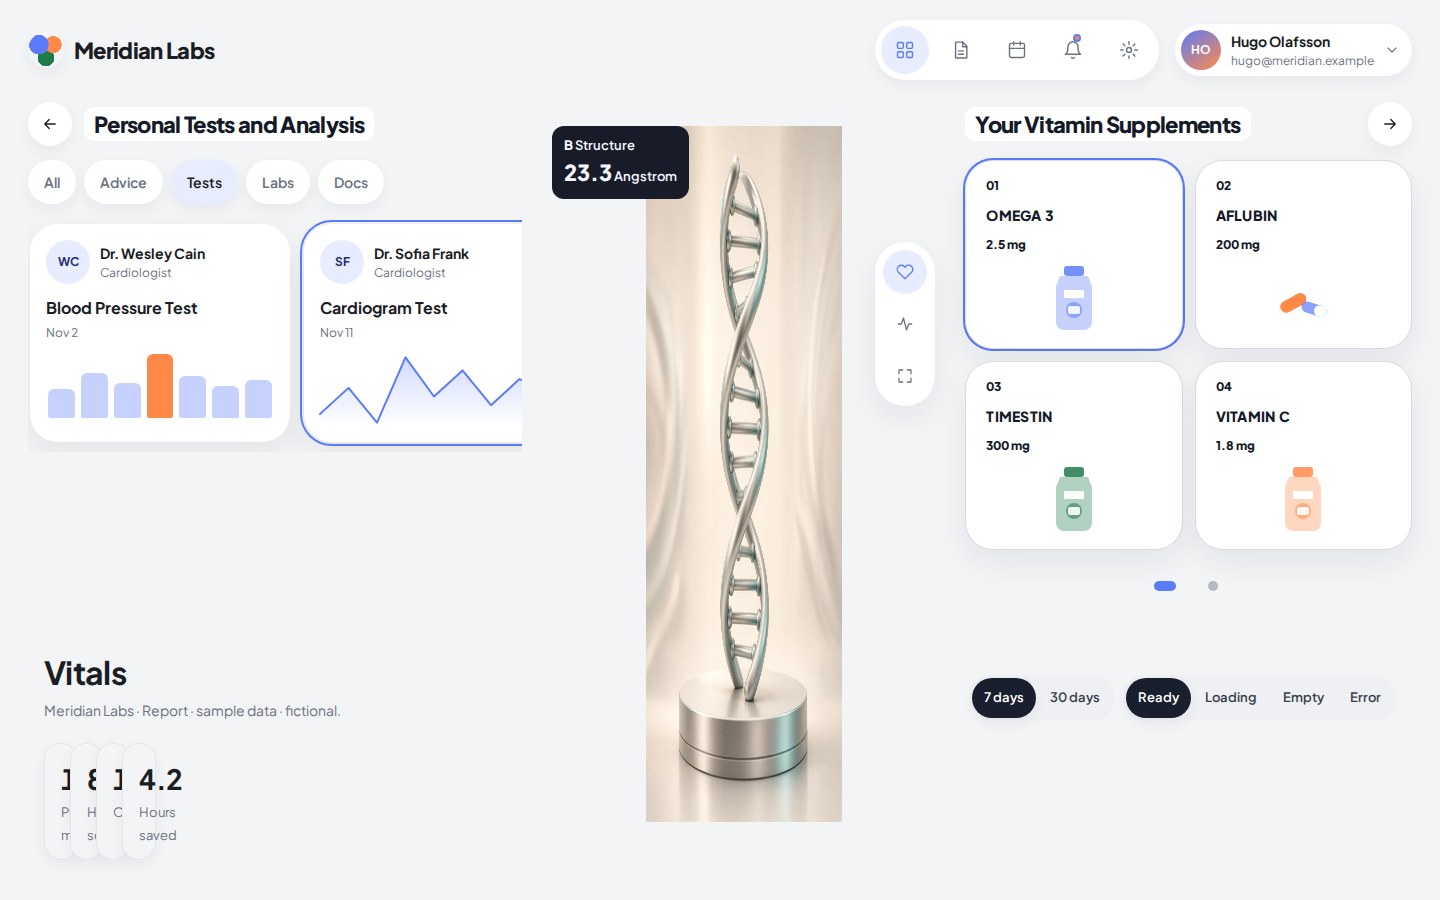 Meridian Labs
HO
Hugo Olafsson
hugo@meridian.example
Personal Tests and Analysis
All
Advice
Tests
Labs
Docs
WC
Dr. Wesley Cain
Cardiologist
Blood Pressure Test
Nov 2
SF
Dr. Sofia Frank
Cardiologist
Cardiogram Test
Nov 11
B Structure
23.3 Angstrom
Your Vitamin Supplements
01
OMEGA 3
2.5 mg
02
AFLUBIN
200 mg
03
TIMESTIN
300 mg
04
VITAMIN C
1.8 mg
Vitals
Meridian Labs · Report · sample data · fictional.
4.2
Hours
saved
7 days
30 days
Ready
Loading
Empty
Error